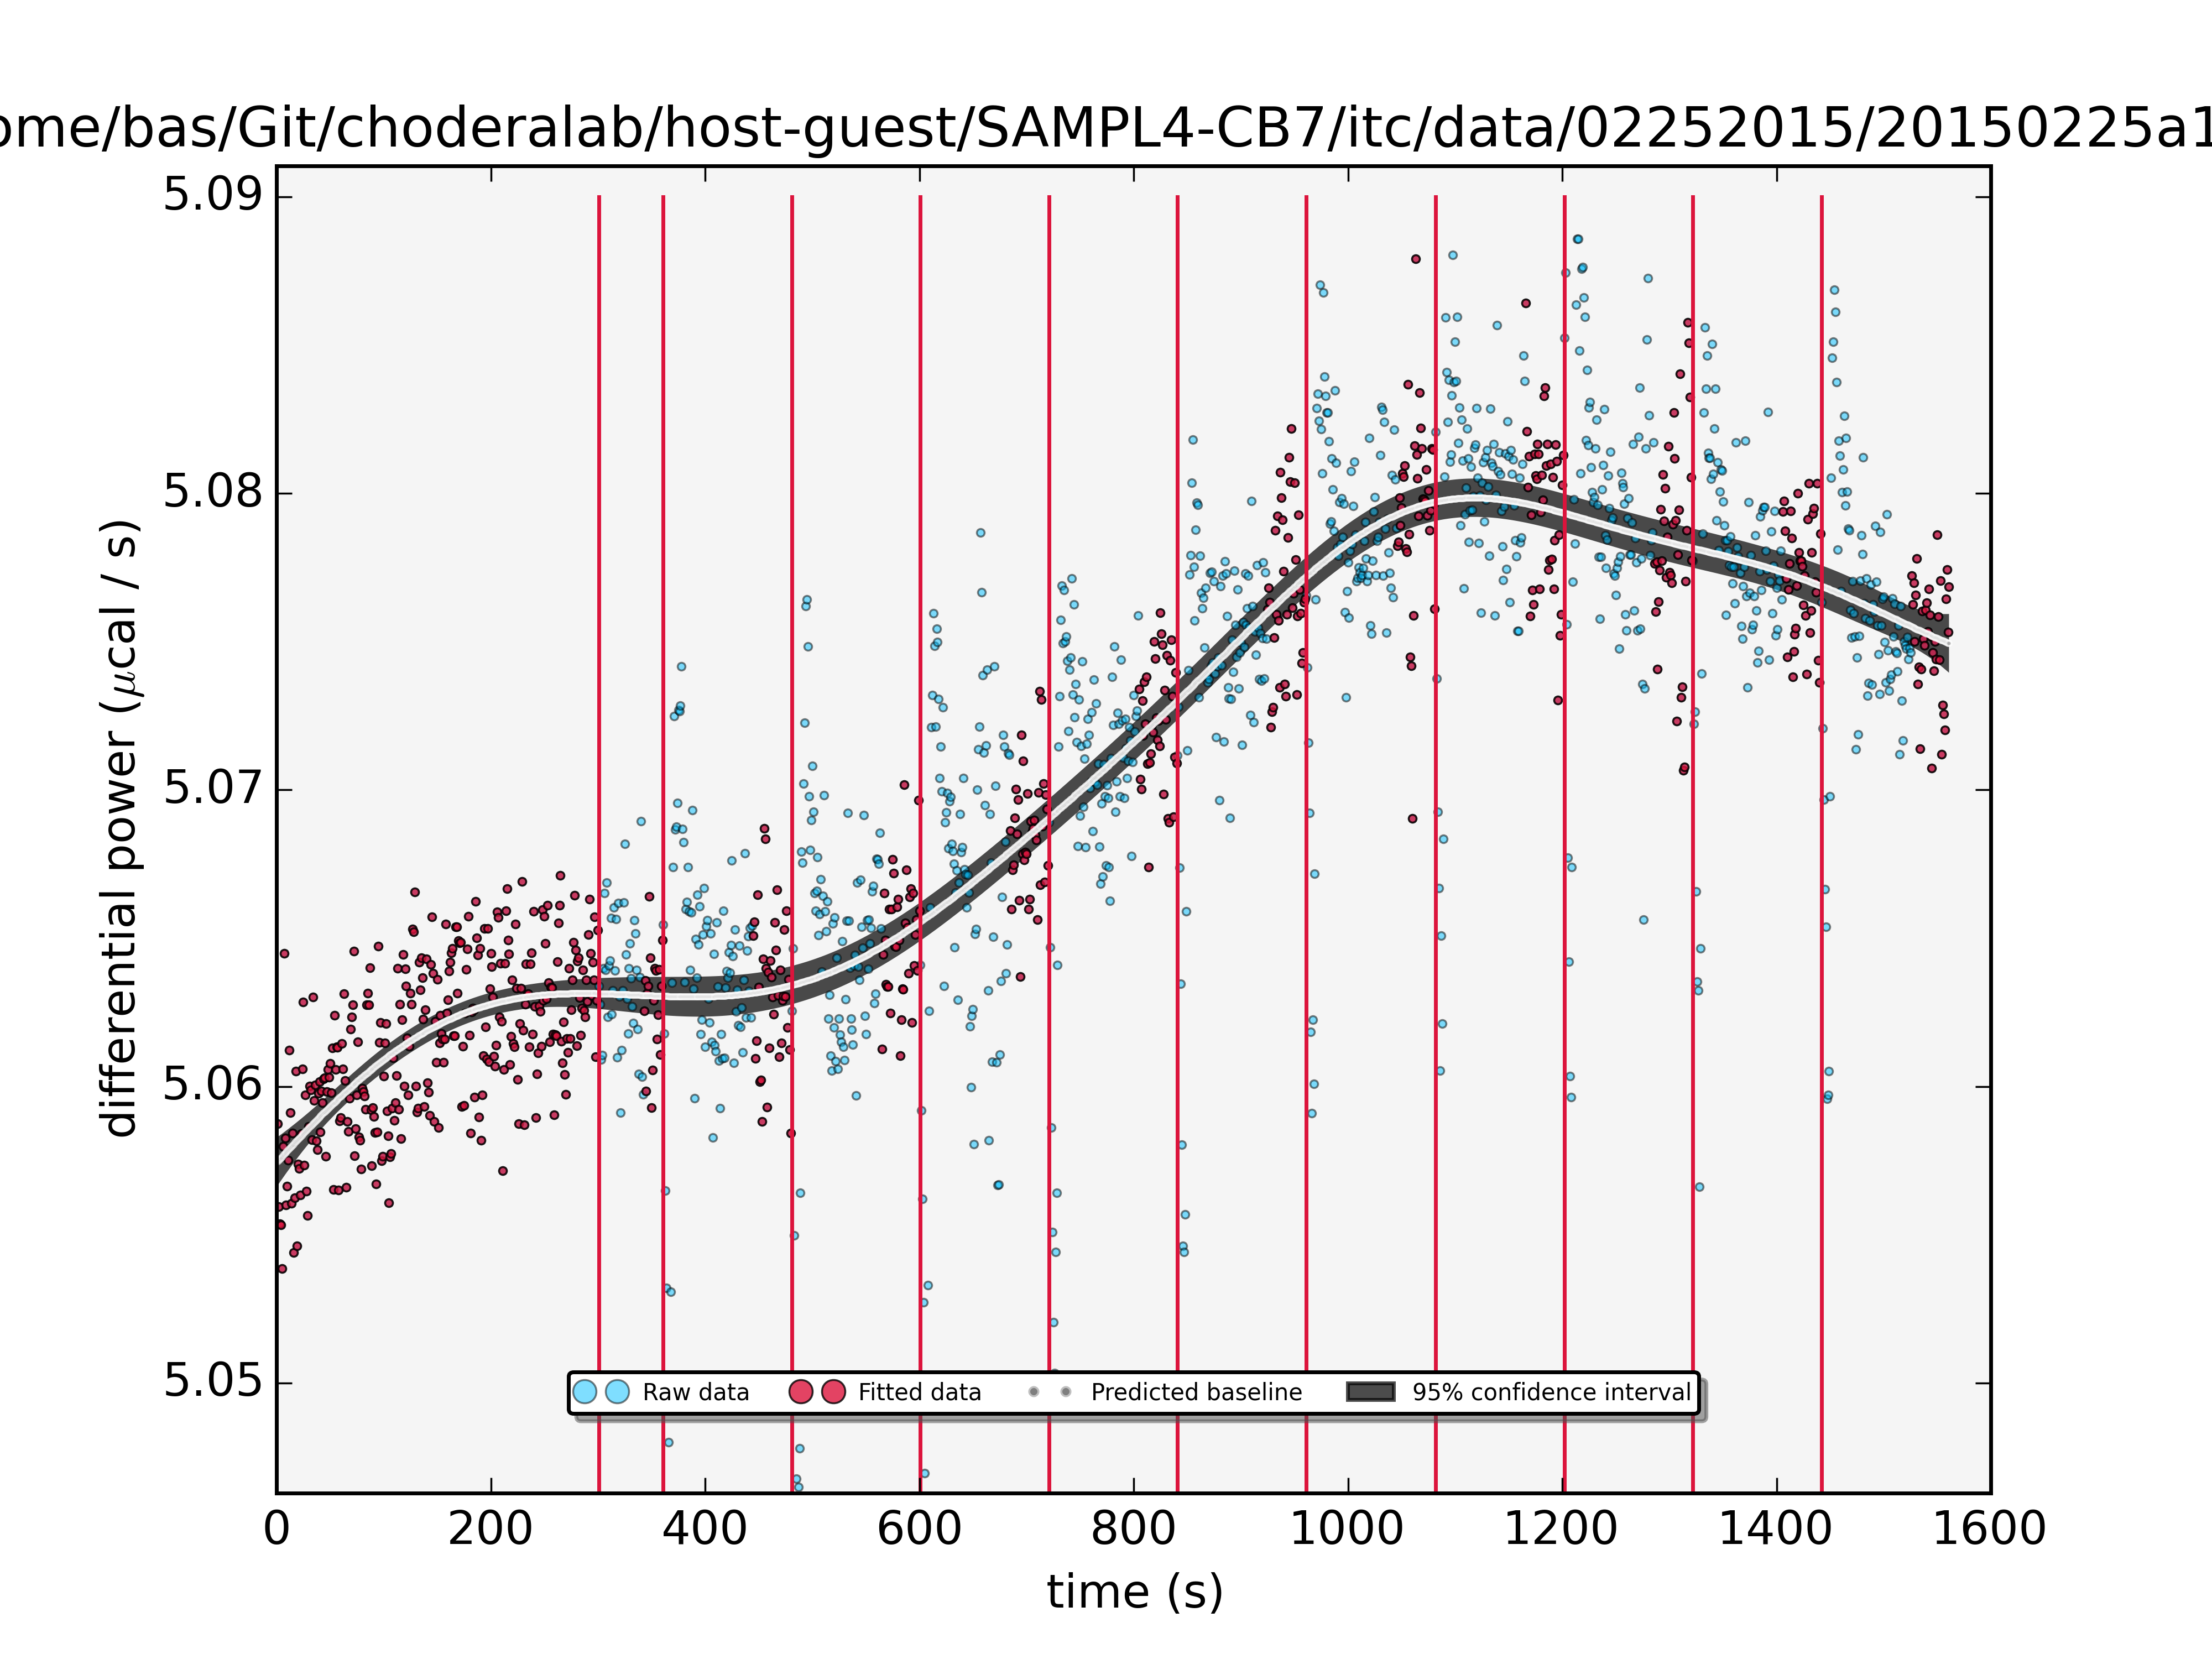 ome/bas/Git/choderalab/host-guest/SAMPL4-CB7/itc/data/02252015/20150225a1
5.09
5.08
5.07
5.06
5.05
differential power (μcal / s)
Raw data Fitted data Predicted baseline 95% confidence interval
0 200 400 600 800 1000 1200 1400 1600
time (s)